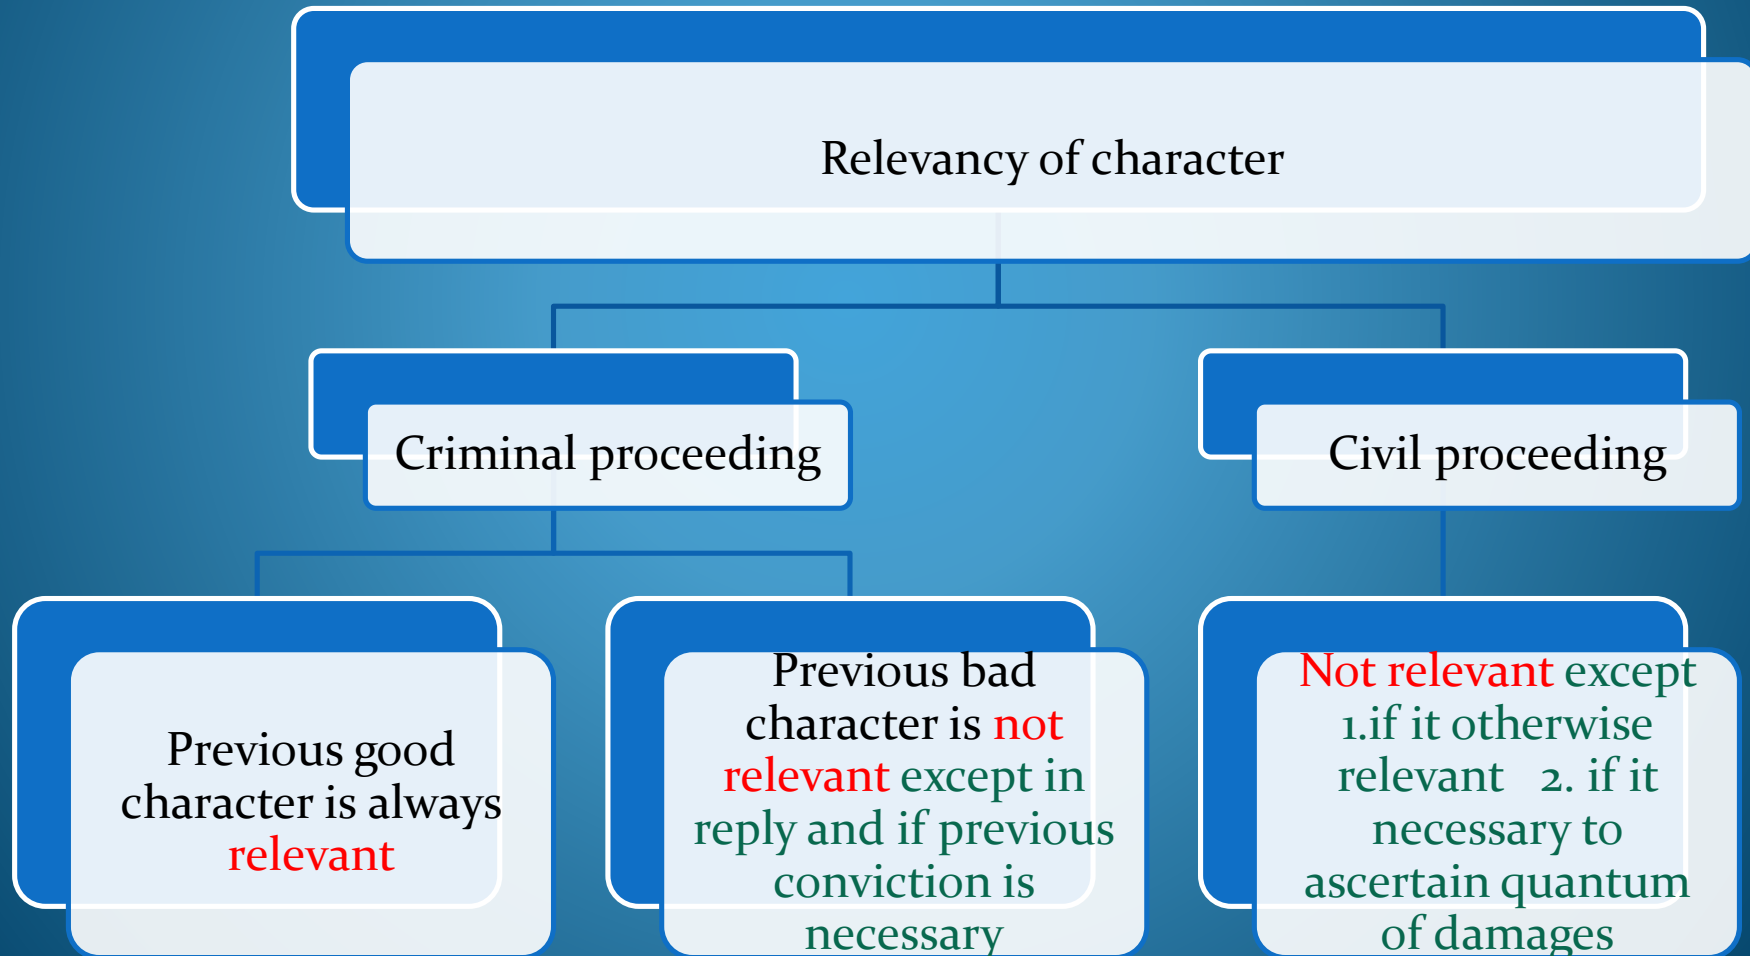 Relevancy of character
Criminal proceeding
Civil proceeding
Previous good
character is always
relevant
Previous bad
character is not
relevant except in
reply and if previous
conviction is
necessary
Not relevant except
1.if it otherwise
relevant 2. if it
necessary to
ascertain quantum
of damages